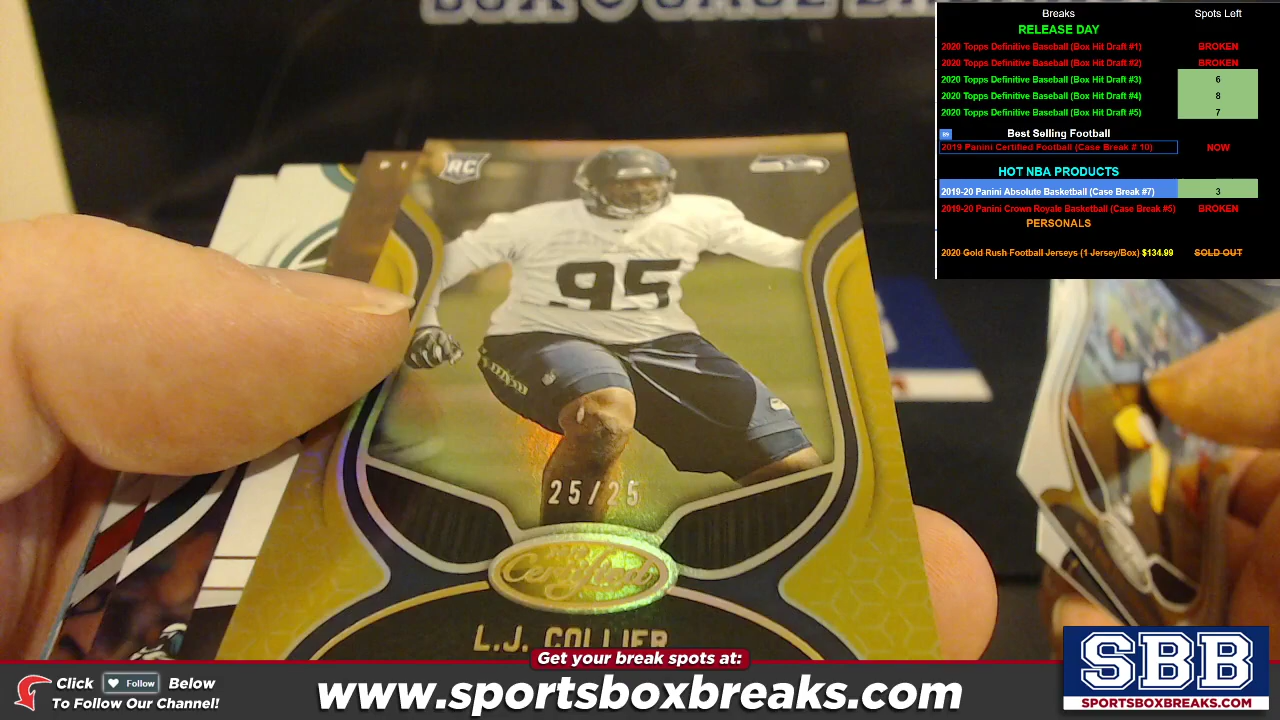 Breaks Spots Left
RELEASE DAY
2020 Topps Definitive Baseball (Box Hit Draft #1) BROKEN
2020 Topps Definitive Baseball (Box Hit Draft #2) BROKEN
2020 Topps Definitive Baseball (Box Hit Draft #3) 6
2020 Topps Definitive Baseball (Box Hit Draft #4) 8
2020 Topps Definitive Baseball (Box Hit Draft #5) 7
Best Selling Football
2019 Panini Certified Football (Case Break # 10) NOW
HOT NBA PRODUCTS
2019-20 Panini Absolute Basketball (Case Break #7) 3
2019-20 Panini Crown Royale Basketball (Case Break #5) BROKEN
PERSONALS
2020 Gold Rush Football Jerseys (1 Jersey/Box) $134.99 SOLD OUT
RC
95
25/25
2019
Certified
L.J. COLLIER
Get your break spots at:
Click Follow Below
To Follow Our Channel!
www.sportsboxbreaks.com
SBB
SPORTSBOXBREAKS.COM